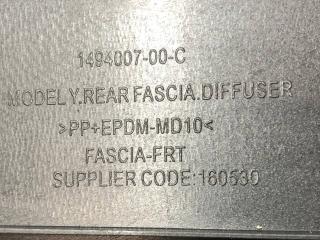 1494007-00-C
MODEL Y.REAR FASCIA.DIFFUSER
>PP+EPDM-MD10<
FASCIA-FRT
SUPPLIER CODE:160530